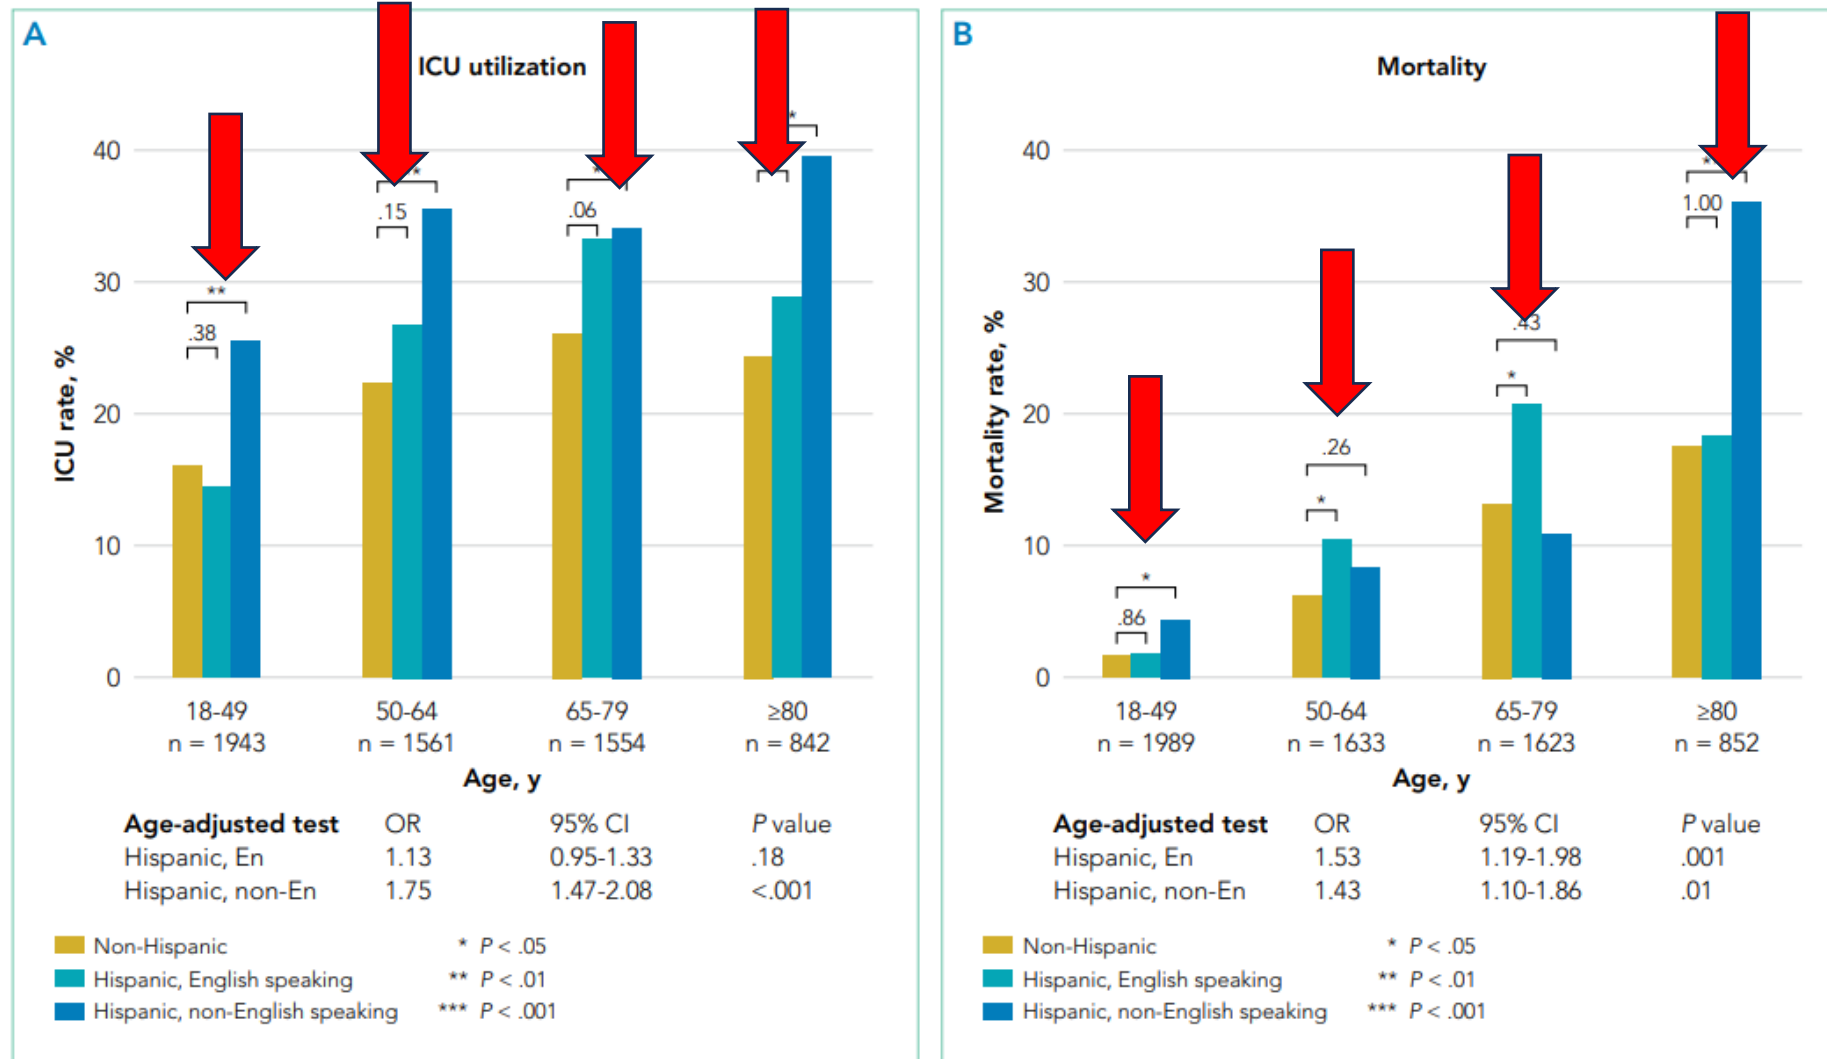 A
ICU utilization
ICU rate, %
40
30
20
10
0
**
.38
*
.15
*
.06
*
18-49
50-64
65-79
≥80
n = 1943
n = 1561
n = 1554
n = 842
Age, y
Age-adjusted test OR 95% CI P value
Hispanic, En 1.13 0.95-1.33 .18
Hispanic, non-En 1.75 1.47-2.08 <.001
Non-Hispanic * P < .05
Hispanic, English speaking ** P < .01
Hispanic, non-English speaking *** P < .001
B
Mortality
Mortality rate, %
40
30
20
10
0
*
.86
.26
*
.43
*
*
1.00
18-49
50-64
65-79
≥80
n = 1989
n = 1633
n = 1623
n = 852
Age, y
Age-adjusted test OR 95% CI P value
Hispanic, En 1.53 1.19-1.98 .001
Hispanic, non-En 1.43 1.10-1.86 .01
Non-Hispanic * P < .05
Hispanic, English speaking ** P < .01
Hispanic, non-English speaking *** P < .001